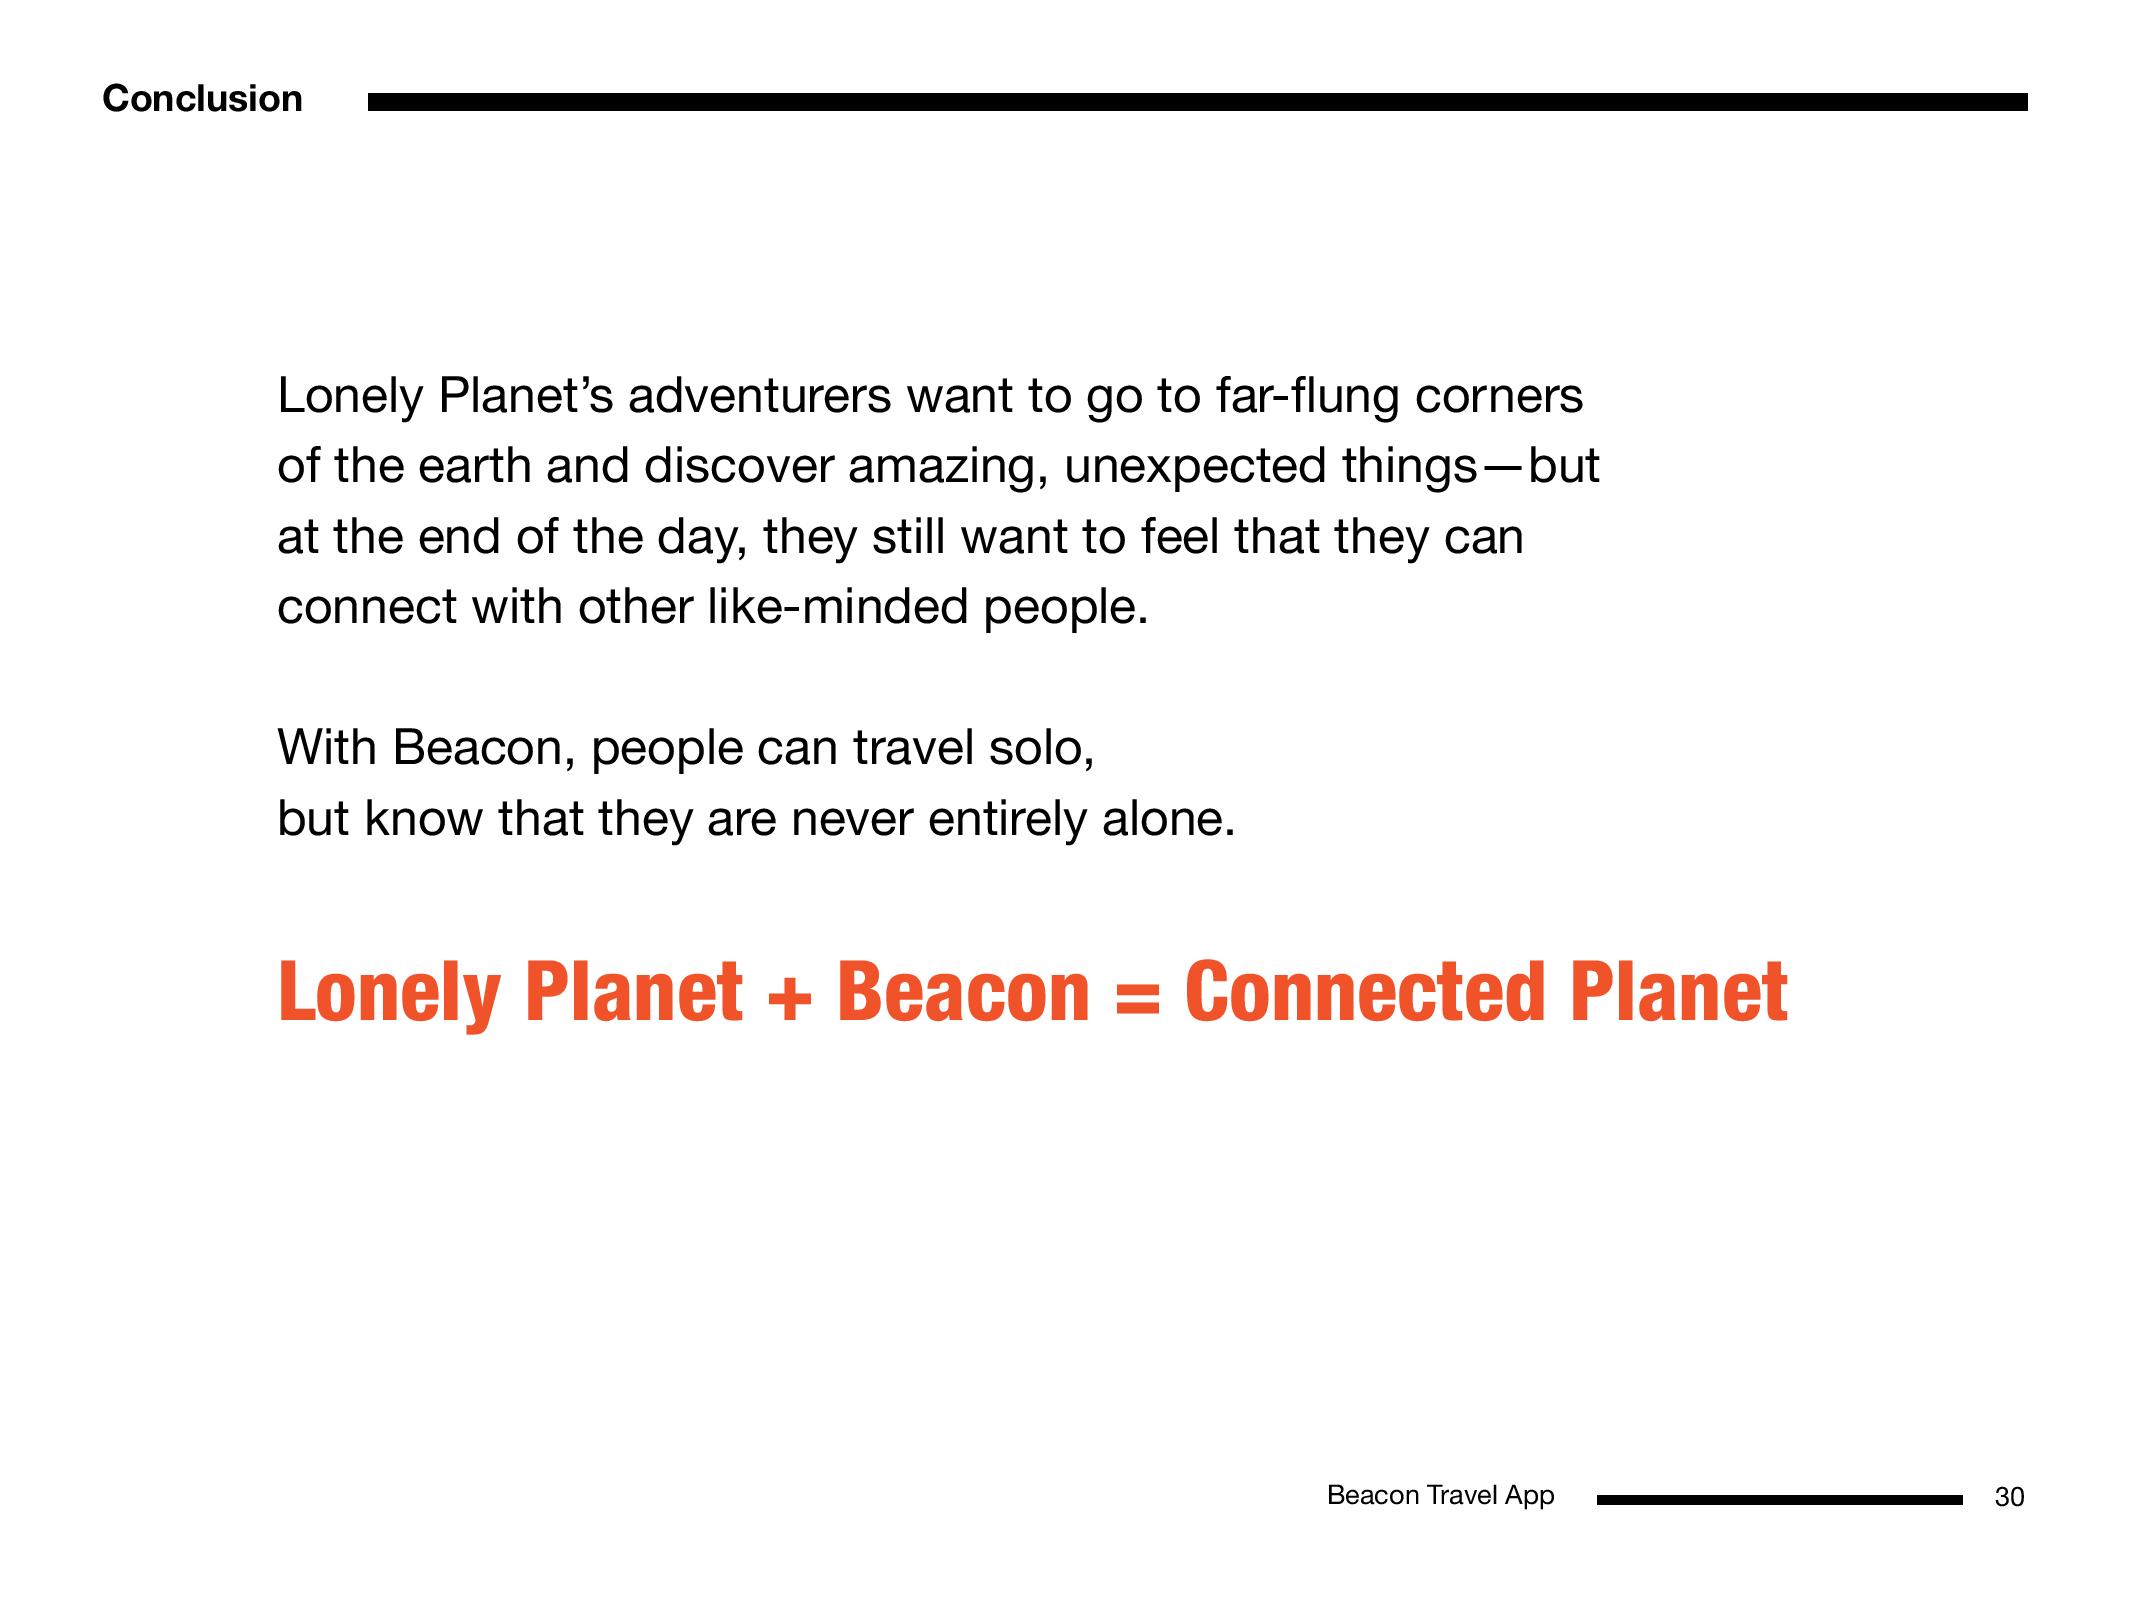 Conclusion
Lonely Planet’s adventurers want to go to far-flung corners
of the earth and discover amazing, unexpected things—but
at the end of the day, they still want to feel that they can
connect with other like-minded people.
With Beacon, people can travel solo,
but know that they are never entirely alone.
Lonely Planet + Beacon = Connected Planet
Beacon Travel App
30